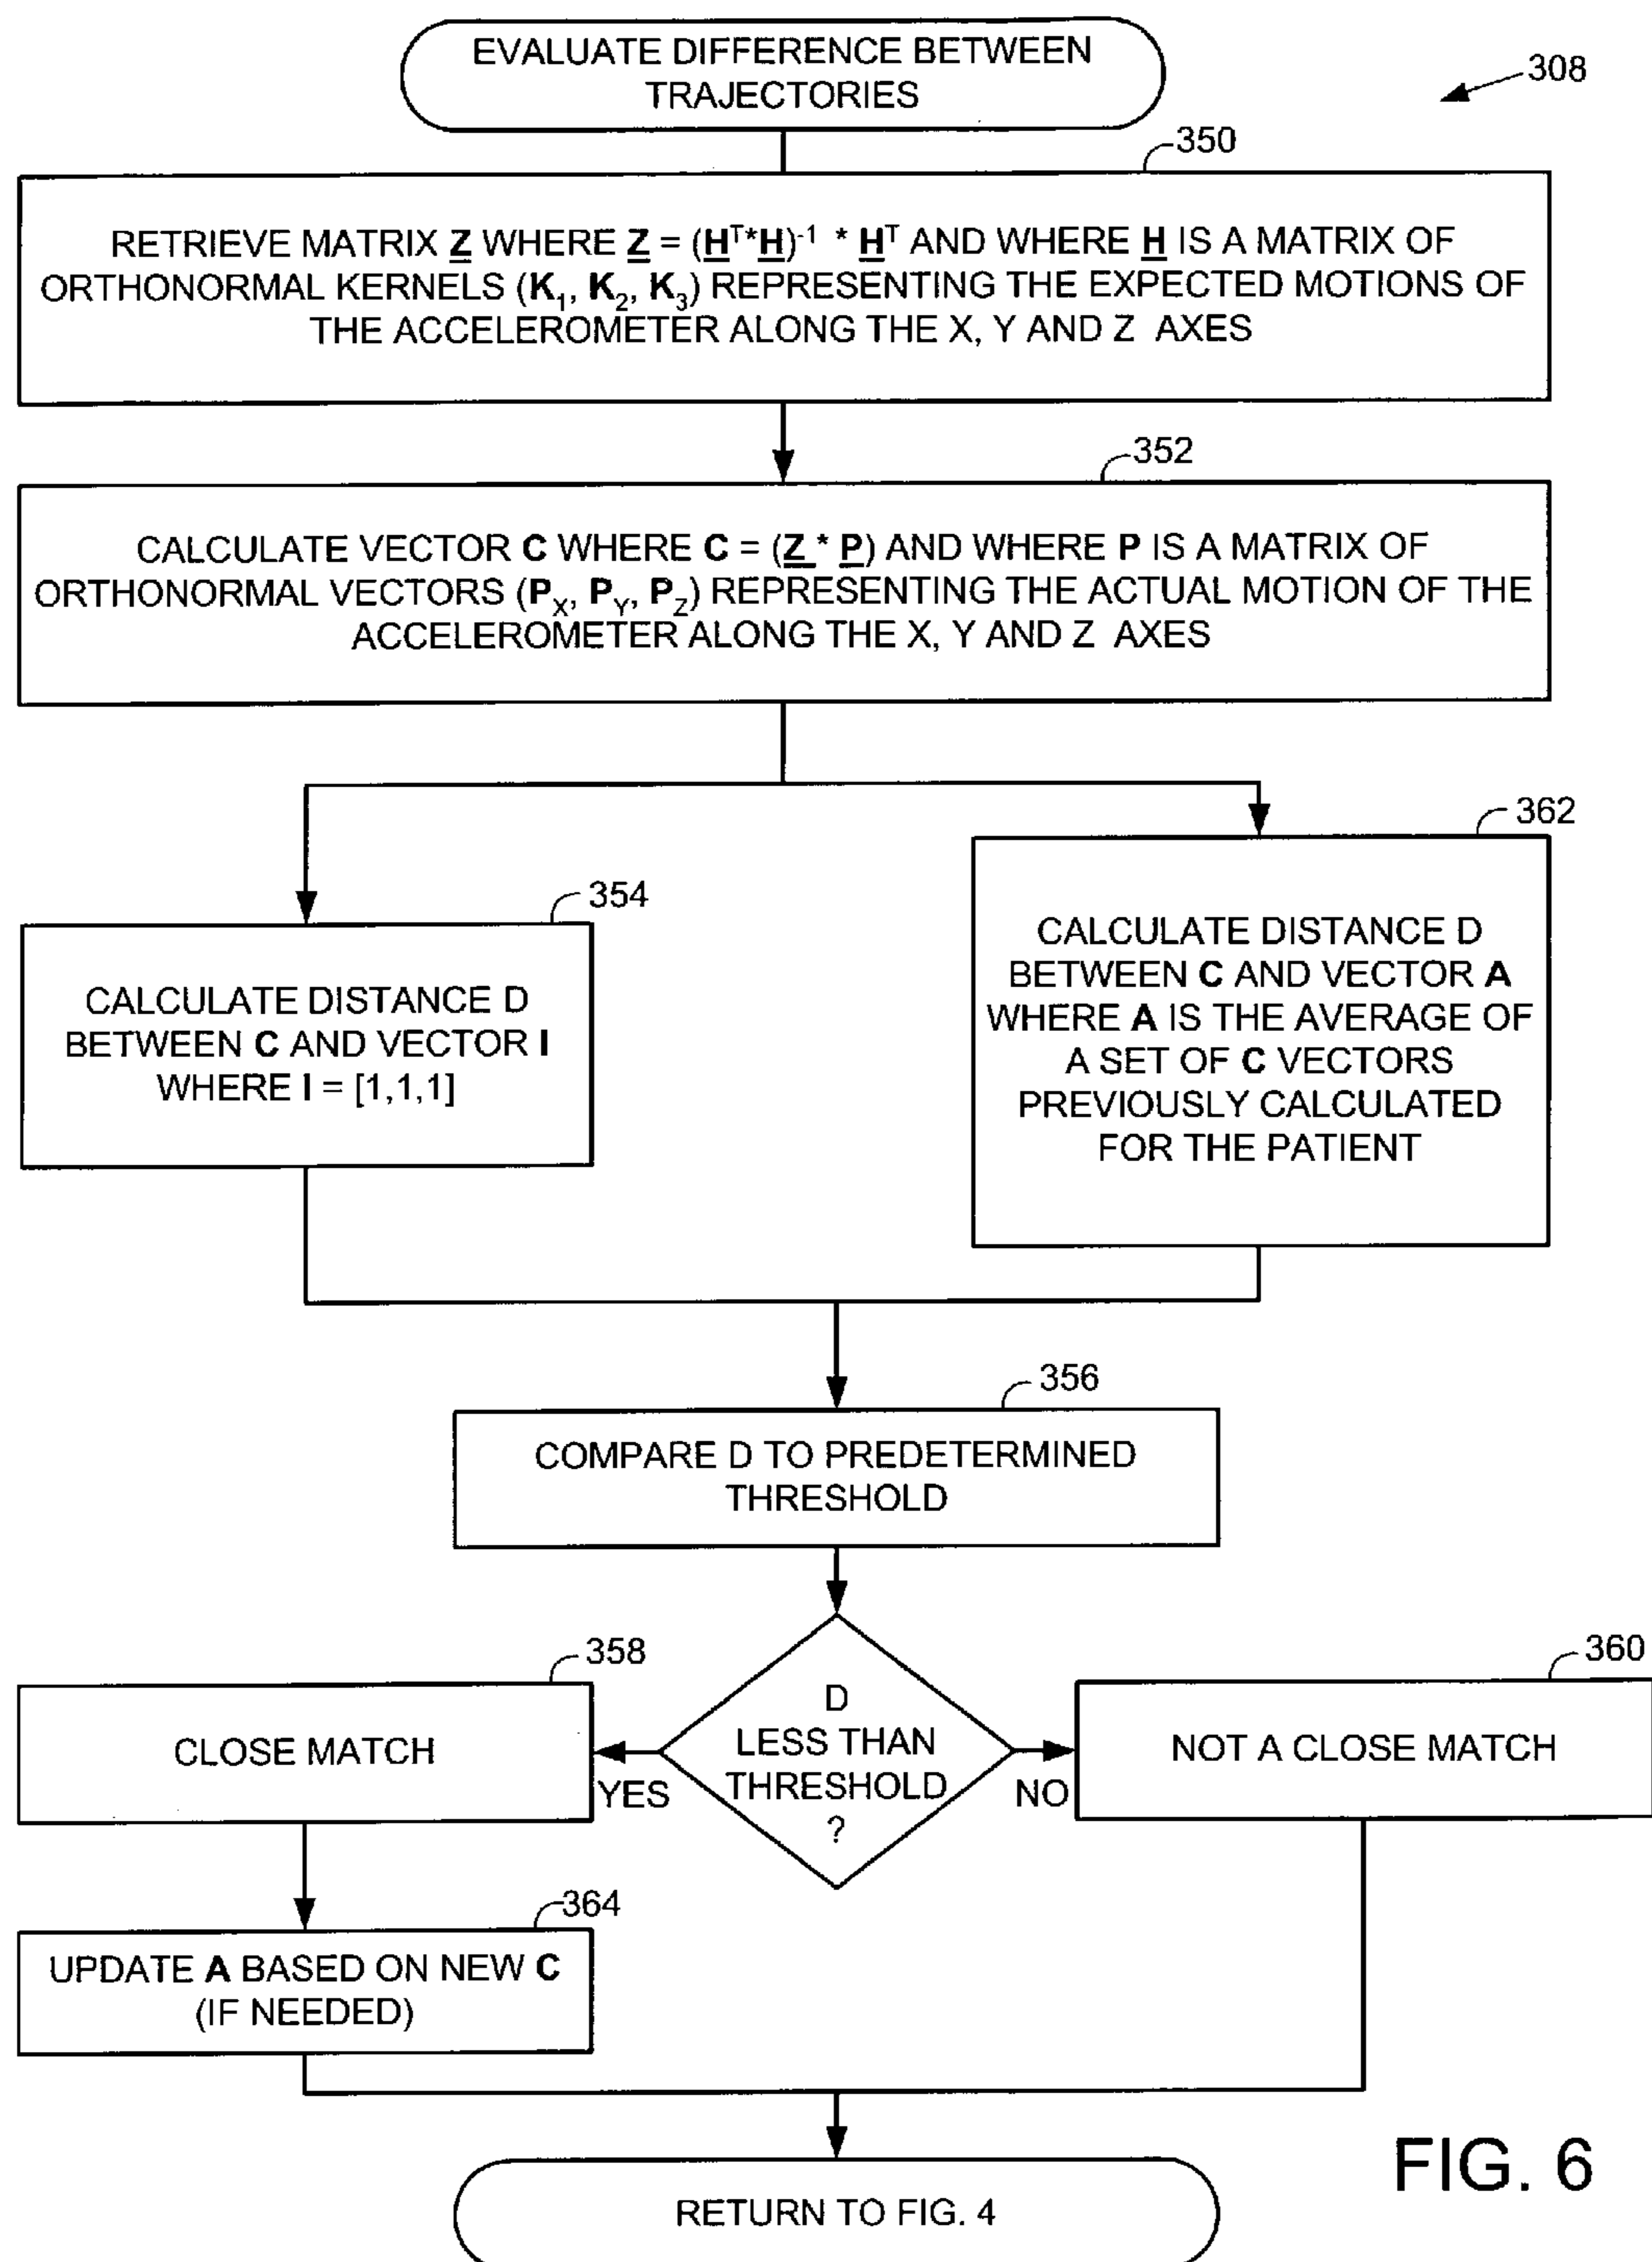 EVALUATE DIFFERENCE BETWEEN
TRAJECTORIES
308
350
RETRIEVE MATRIX Z WHERE Z = (Hᵀ*H)⁻¹ * Hᵀ AND WHERE H IS A MATRIX OF
ORTHONORMAL KERNELS (K₁, K₂, K₃) REPRESENTING THE EXPECTED MOTIONS OF
THE ACCELEROMETER ALONG THE X, Y AND Z AXES
352
CALCULATE VECTOR C WHERE C = (Z * P) AND WHERE P IS A MATRIX OF
ORTHONORMAL VECTORS (PX, PY, PZ) REPRESENTING THE ACTUAL MOTION OF THE
ACCELEROMETER ALONG THE X, Y AND Z AXES
354
CALCULATE DISTANCE D
BETWEEN C AND VECTOR I
WHERE I = [1,1,1]
362
CALCULATE DISTANCE D
BETWEEN C AND VECTOR A
WHERE A IS THE AVERAGE OF
A SET OF C VECTORS
PREVIOUSLY CALCULATED
FOR THE PATIENT
356
COMPARE D TO PREDETERMINED
THRESHOLD
358
CLOSE MATCH
D
LESS THAN
THRESHOLD
?
YES
NO
360
NOT A CLOSE MATCH
364
UPDATE A BASED ON NEW C
(IF NEEDED)
RETURN TO FIG. 4
FIG. 6